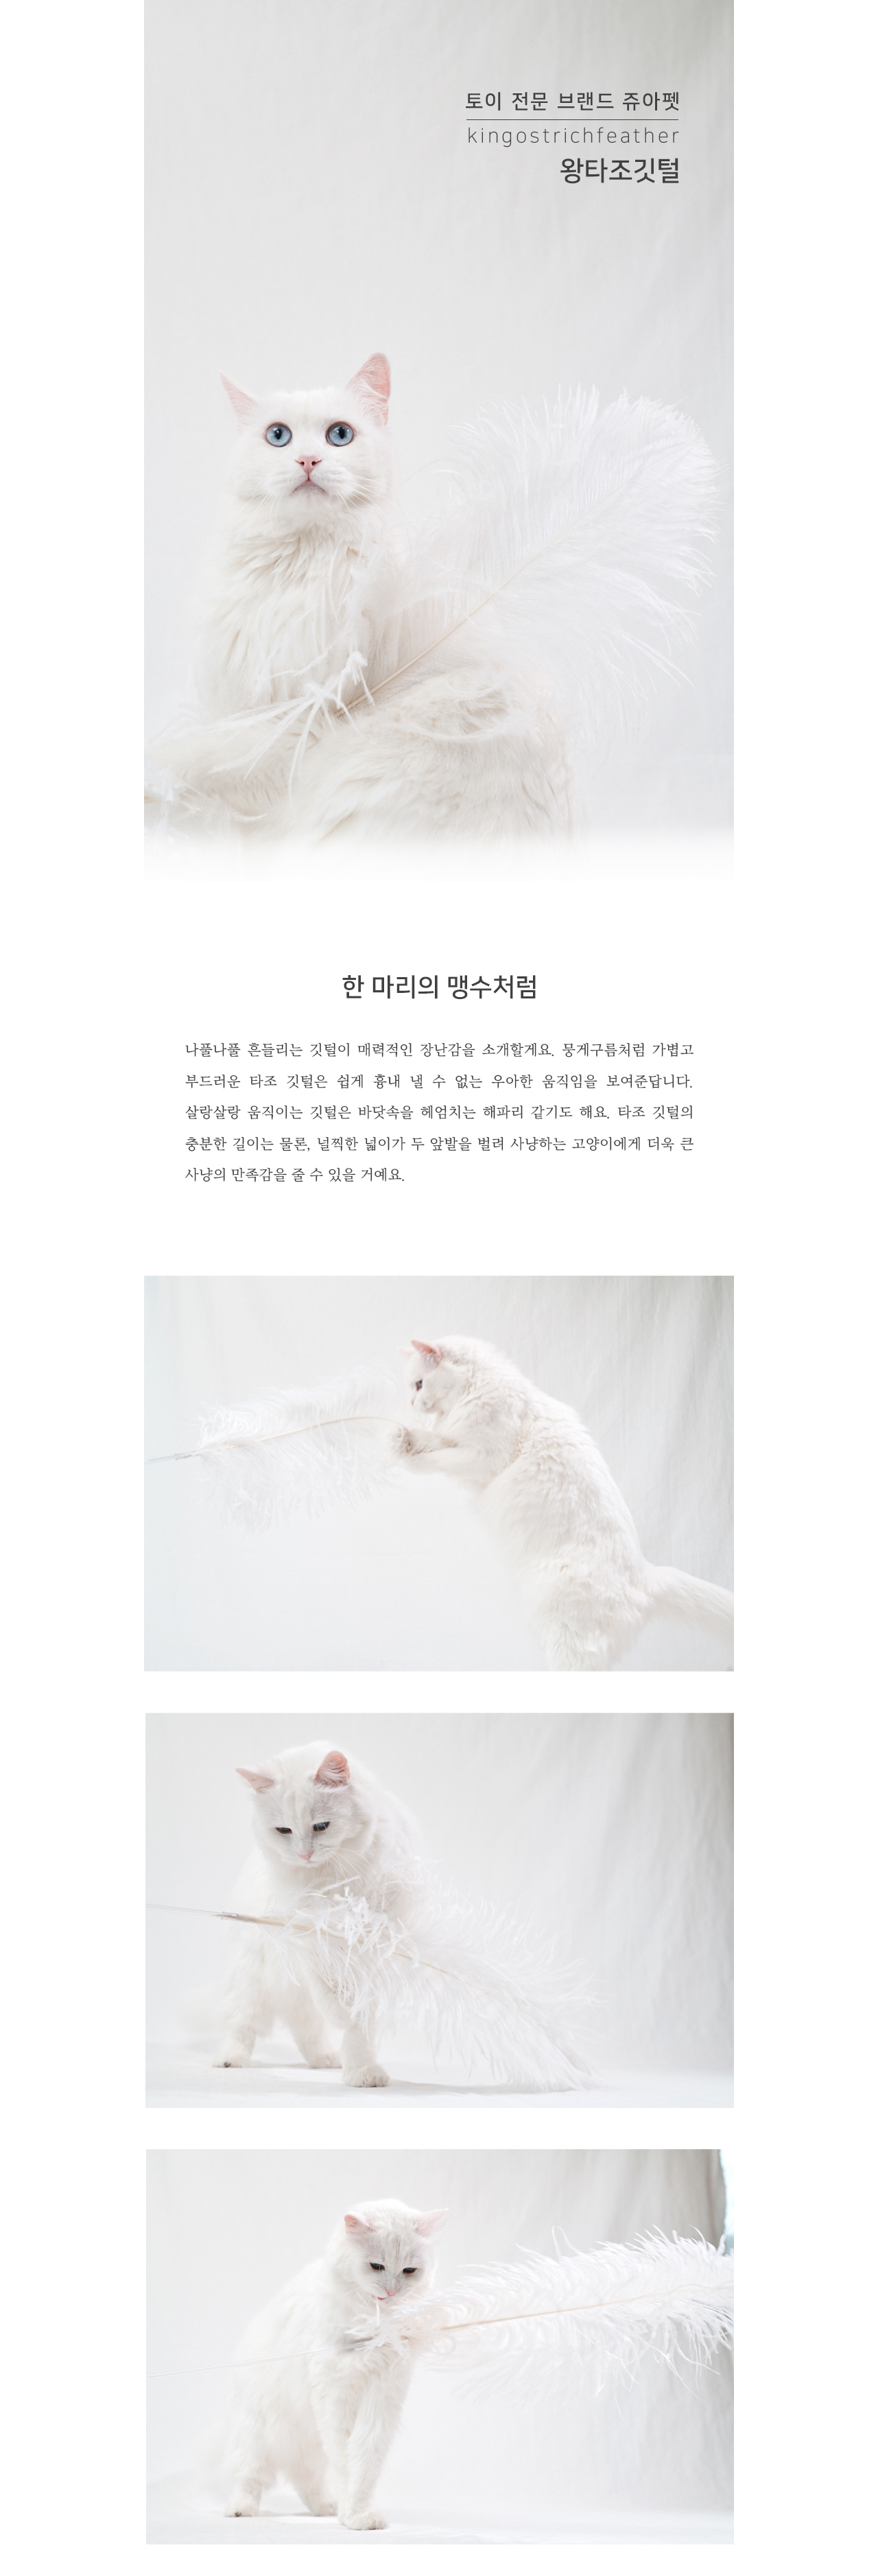 토이 전문 브랜드 쥬아펫
kingostrichfeather
왕타조깃털
한 마리의 맹수처럼
나풀나풀 흔들리는 깃털이 매력적인 장난감을 소개할게요. 뭉게구름처럼 가볍고
부드러운 타조 깃털은 쉽게 흉내 낼 수 없는 우아한 움직임을 보여준답니다.
살랑살랑 움직이는 깃털은 바닷속을 헤엄치는 해파리 같기도 해요. 타조 깃털의
충분한 길이는 물론, 널찍한 넓이가 두 앞발을 벌려 사냥하는 고양이에게 더욱 큰
사냥의 만족감을 줄 수 있을 거예요.